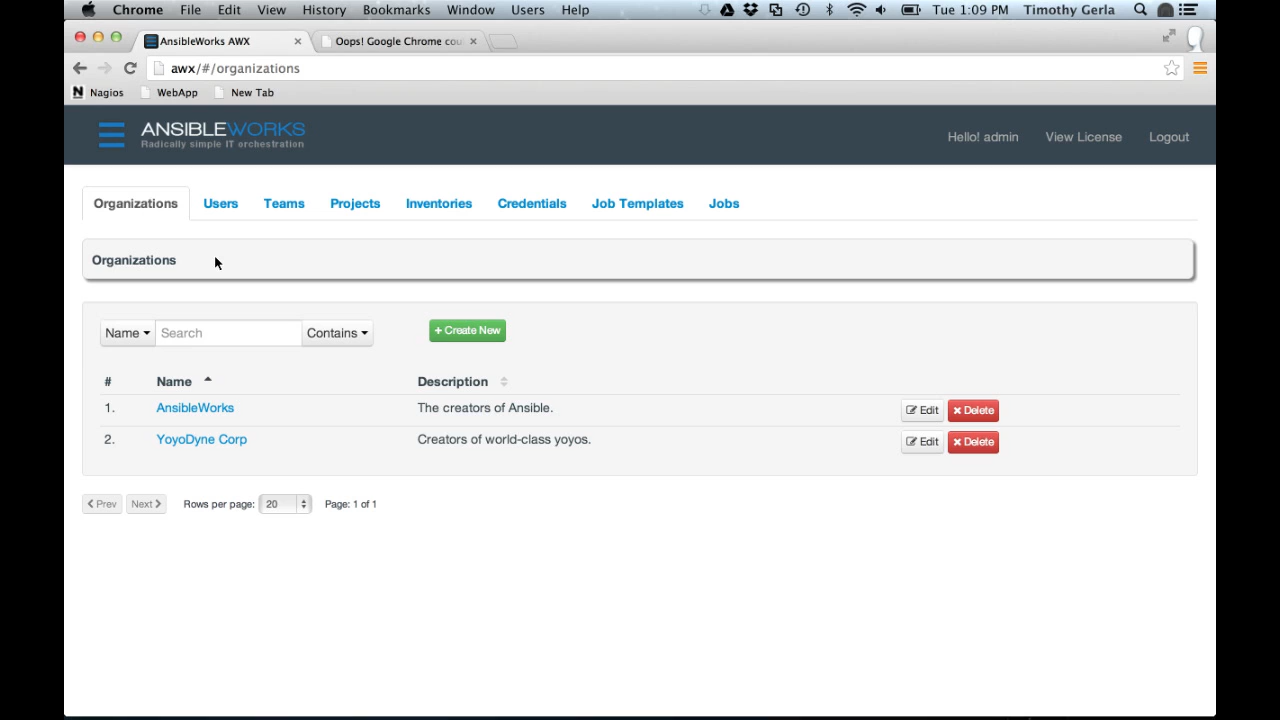 Chrome File Edit View History Bookmarks Window Users Help Tue 1:09 PM Timothy Gerla
AnsibleWorks AWX Oops! Google Chrome cou
awx/#/organizations
Nagios WebApp New Tab
ANSIBLEWORKS
Radically simple IT orchestration
Hello! admin View License Logout
Organizations Users Teams Projects Inventories Credentials Job Templates Jobs
Organizations
Name Search Contains + Create New
# Name Description
1. AnsibleWorks The creators of Ansible. Edit Delete
2. YoyoDyne Corp Creators of world-class yoyos. Edit Delete
Prev Next Rows per page: 20 Page: 1 of 1